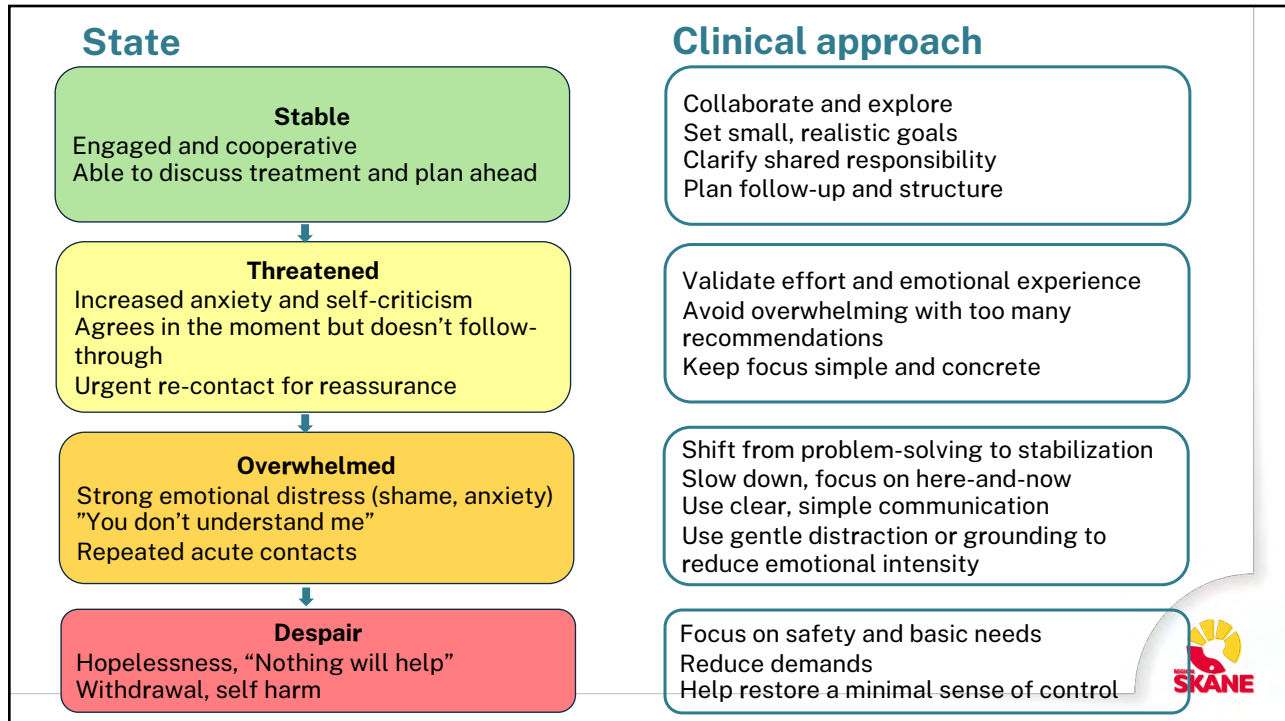 State
Clinical approach
Stable
Engaged and cooperative
Able to discuss treatment and plan ahead
Collaborate and explore
Set small, realistic goals
Clarify shared responsibility
Plan follow-up and structure
Threatened
Increased anxiety and self-criticism
Agrees in the moment but doesn’t follow-
through
Urgent re-contact for reassurance
Validate effort and emotional experience
Avoid overwhelming with too many
recommendations
Keep focus simple and concrete
Overwhelmed
Strong emotional distress (shame, anxiety)
”You don’t understand me”
Repeated acute contacts
Shift from problem-solving to stabilization
Slow down, focus on here-and-now
Use clear, simple communication
Use gentle distraction or grounding to
reduce emotional intensity
Despair
Hopelessness, “Nothing will help”
Withdrawal, self harm
Focus on safety and basic needs
Reduce demands
Help restore a minimal sense of control
REGION
SKÅNE